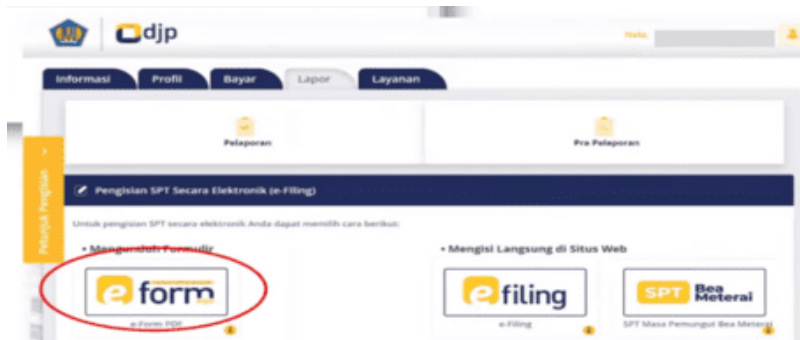 djp
Halo,
Informasi Profil Bayar Lapor Layanan
Pelaporan
Pra Pelaporan
Petunjuk Pengisian
Pengisian SPT Secara Elektronik (e-Filing)
Untuk pengisian SPT secara elektronik Anda dapat memilih cara berikut:
• Mengunduh Formulir
e form
e-Form PDF
• Mengisi Langsung di Situs Web
e filing
e-Filing
SPT Bea Meterai
SPT Masa Pemungut Bea Meterai